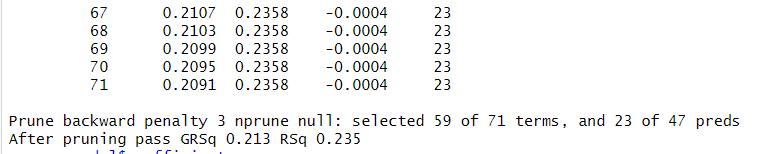 67 0.2107 0.2358 -0.0004 23
68 0.2103 0.2358 -0.0004 23
69 0.2099 0.2358 -0.0004 23
70 0.2095 0.2358 -0.0004 23
71 0.2091 0.2358 -0.0004 23
Prune backward penalty 3 nprune null: selected 59 of 71 terms, and 23 of 47 preds
After pruning pass GRSq 0.213 RSq 0.235